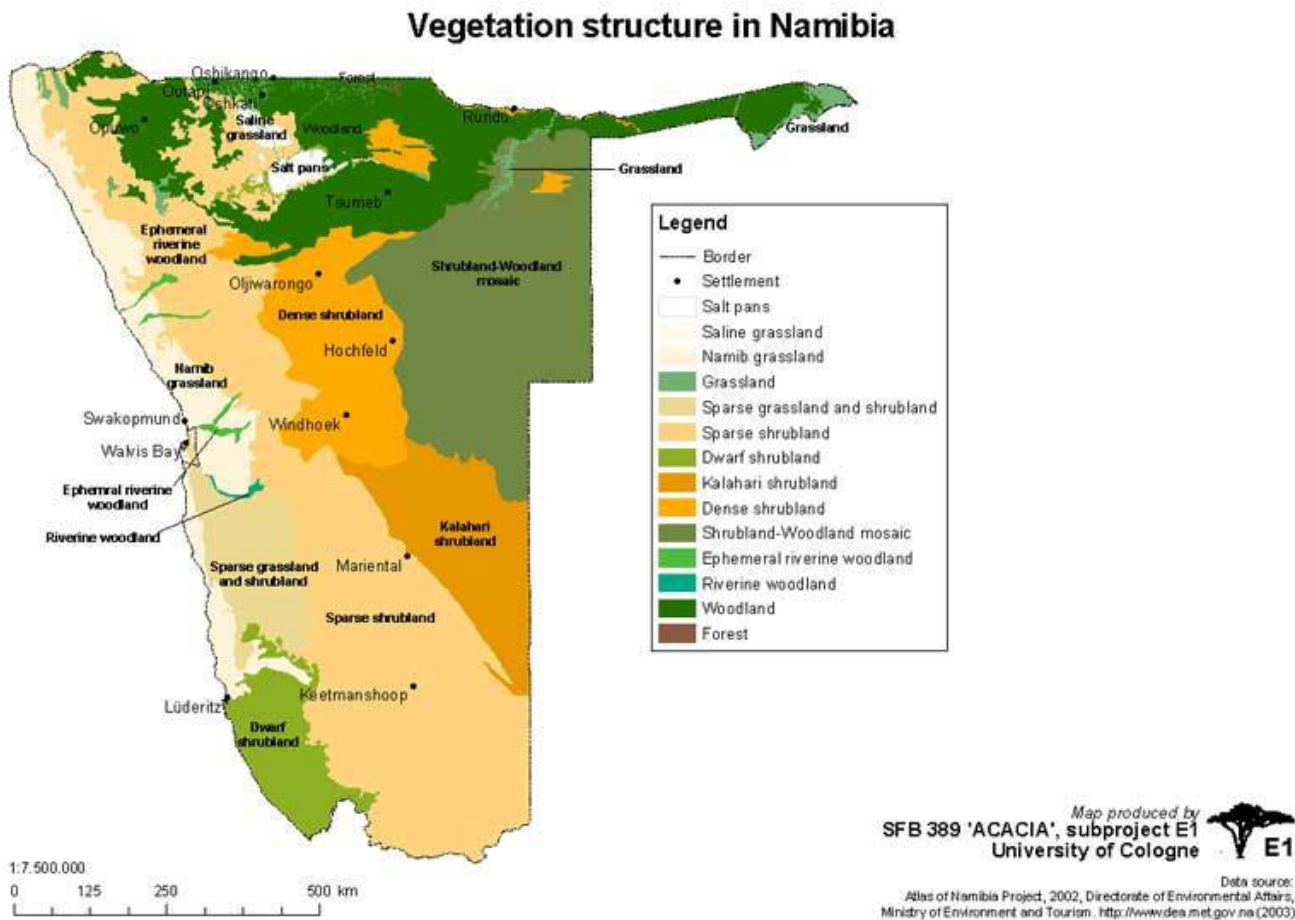 Vegetation structure in Namibia
Oshikango
Forest
Outapi
Oshkati
Opuwo
Saline
grassland
Woodland
Rundu
Grassland
Salt pans
Grassland
Tsumeb
Ephemeral
riverine
woodland
Shrubland-Woodland
mosaic
Oljiwarongo
Dense shrubland
Hochfeld
Namib
grassland
Swakopmund
Windhoek
Walvis Bay
Ephemral riverine
woodland
Riverine woodland
Kalahari
shrubland
Sparse grassland
and shrubland
Mariental
Sparse shrubland
Keetmanshoop
Lüderitz
Dwarf
shrubland
Legend
Border
Settlement
Salt pans
Saline grassland
Namib grassland
Grassland
Sparse grassland and shrubland
Sparse shrubland
Dwarf shrubland
Kalahari shrubland
Dense shrubland
Shrubland-Woodland mosaic
Ephemeral riverine woodland
Riverine woodland
Woodland
Forest
1:7.500.000
0 125 250 500 km
Map produced by
SFB 389 'ACACIA', subproject E1
University of Cologne
E1
Data source:
Atlas of Namibia Project, 2002, Directorate of Environmental Affairs,
Ministry of Environment and Tourism. http://www.dea.met.gov.na (2003)